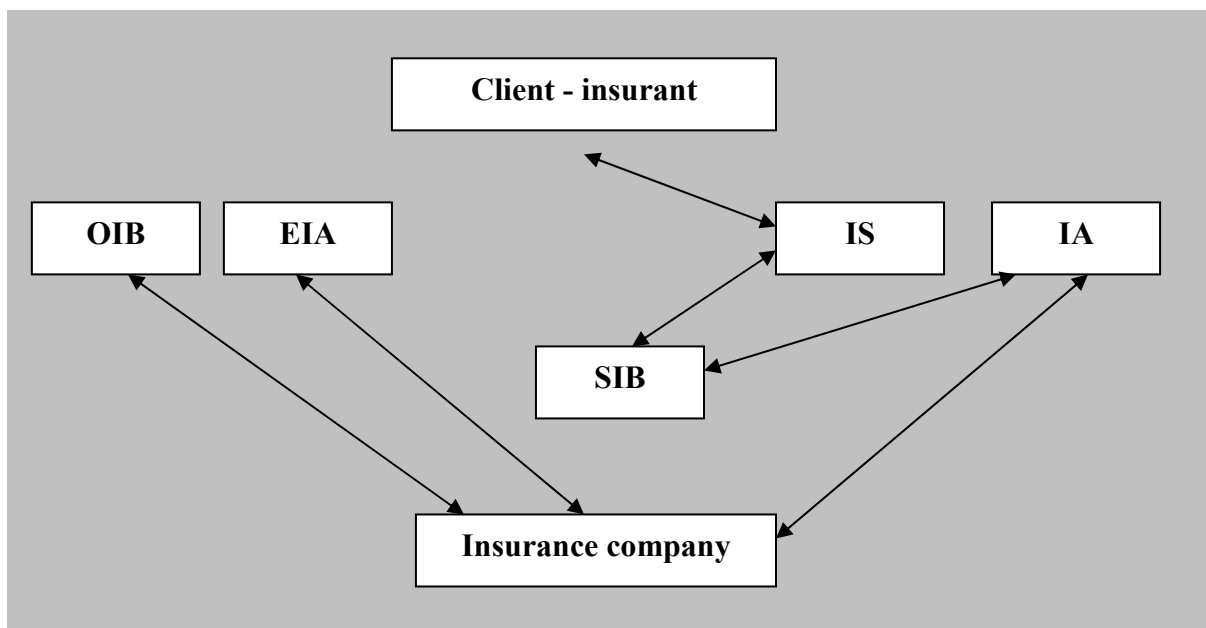 Client - insurant
OIB
EIA
IS
IA
SIB
Insurance company